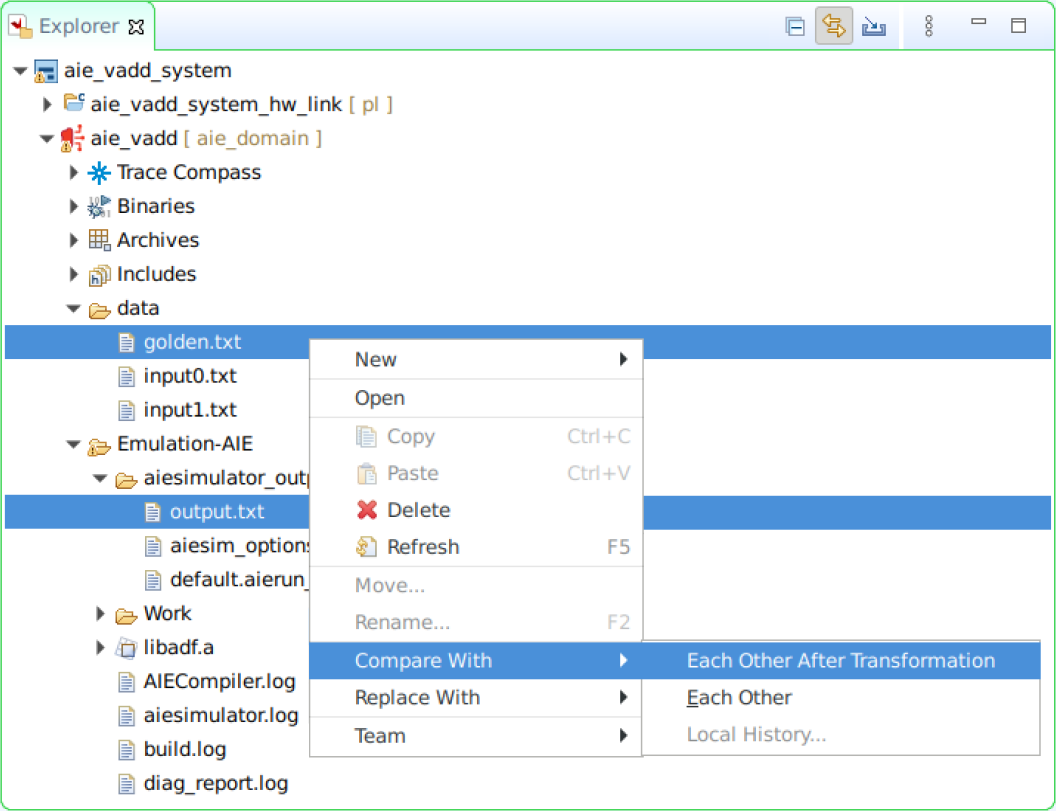 Explorer
aie_vadd_system
aie_vadd_system_hw_link [ pl ]
aie_vadd [ aie_domain ]
Trace Compass
Binaries
Archives
Includes
data
golden.txt
input0.txt
input1.txt
Emulation-AIE
aiesimulator_outp
output.txt
aiesim_options
default.aierun_
Work
libadf.a
AIECompiler.log
aiesimulator.log
build.log
diag_report.log
New
Open
Copy Ctrl+C
Paste Ctrl+V
Delete
Refresh F5
Move...
Rename... F2
Compare With
Replace With
Team
Each Other After Transformation
Each Other
Local History...